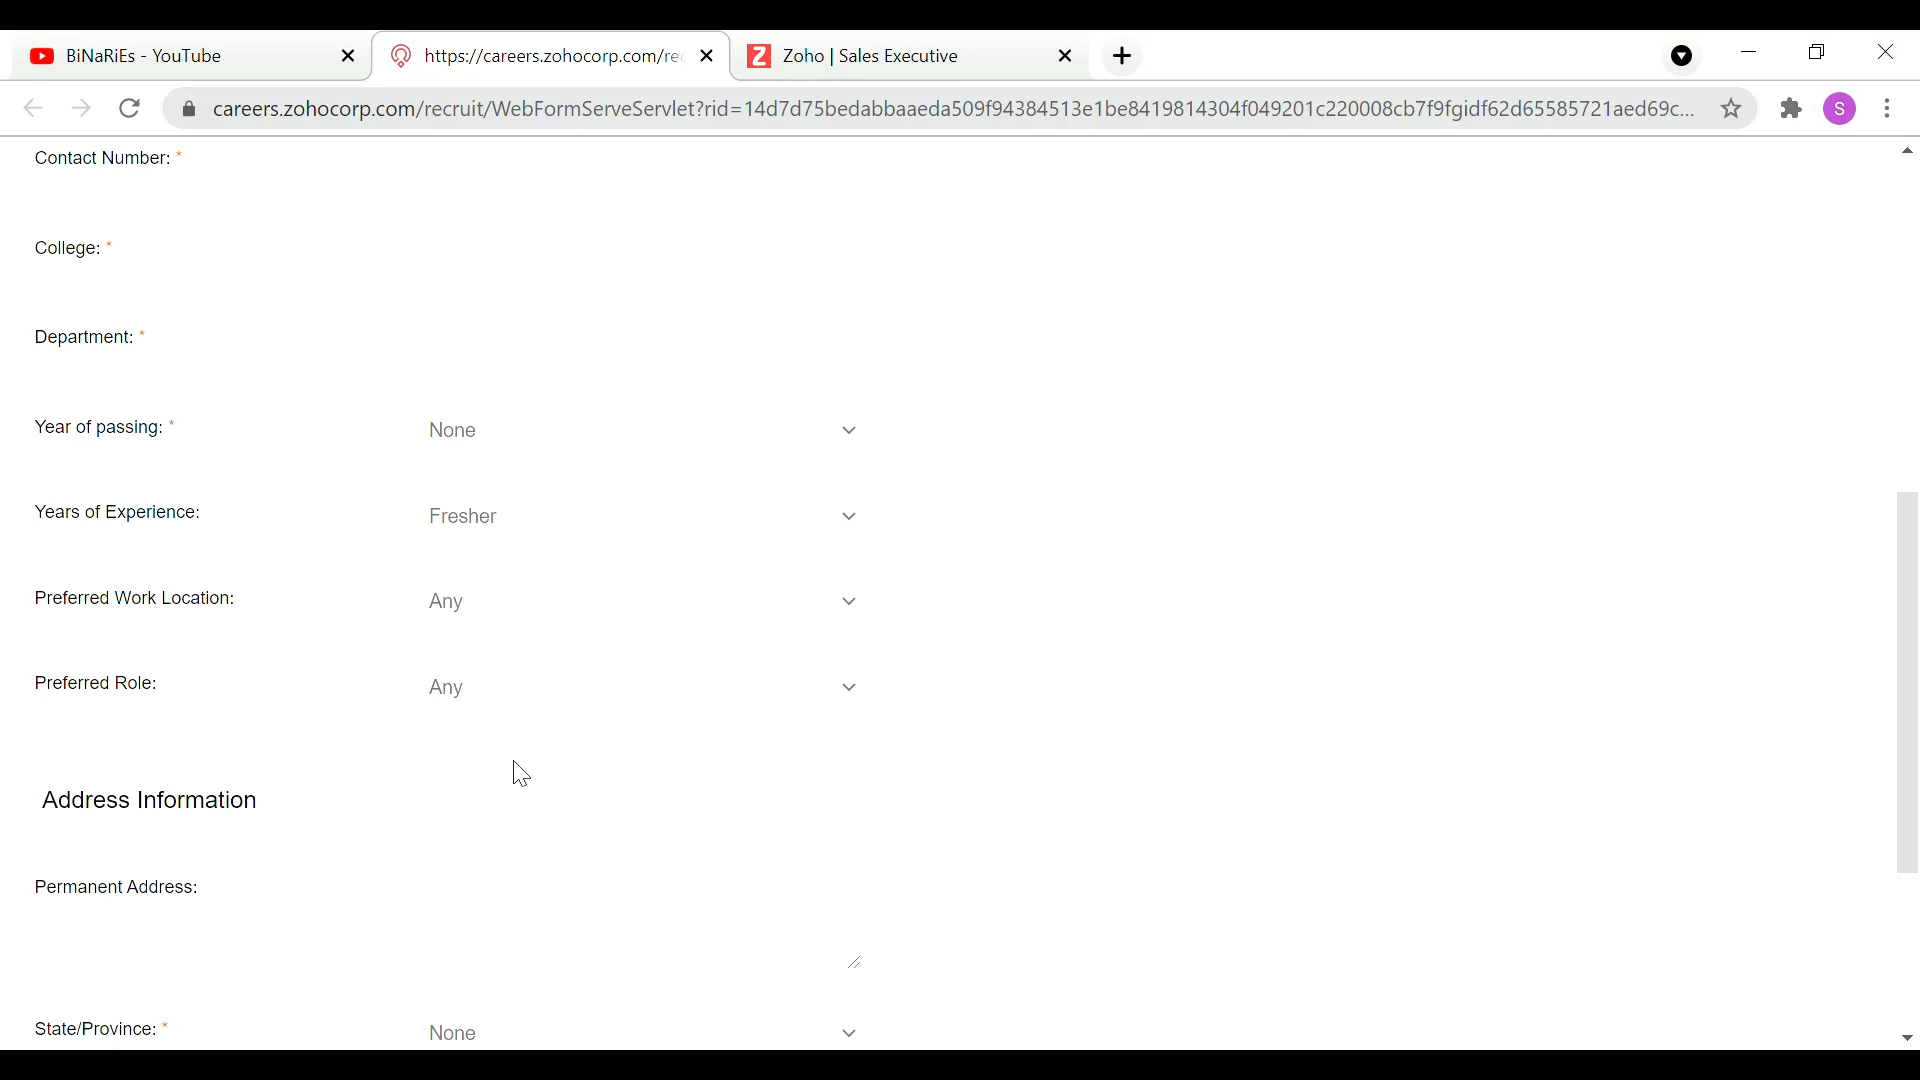 BiNaRiEs - YouTube
https://careers.zohocorp.com/rec
Zoho | Sales Executive
careers.zohocorp.com/recruit/WebFormServeServlet?rid=14d7d75bedabbaaeda509f94384513e1be8419814304f049201c220008cb7f9fgidf62d65585721aed69c...
S
Contact Number: *
College: *
Department: *
Year of passing: *
None
Years of Experience:
Fresher
Preferred Work Location:
Any
Preferred Role:
Any
Address Information
Permanent Address:
State/Province: *
None